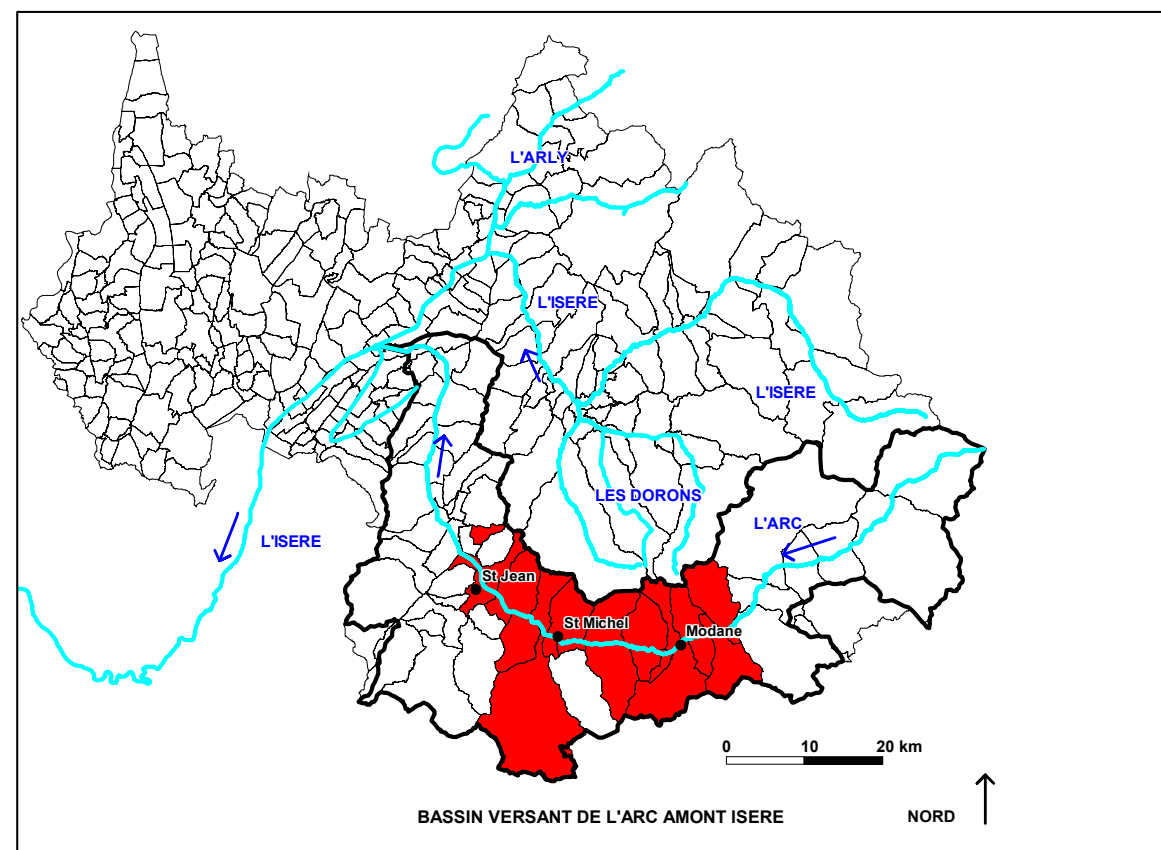 L'ARLY
L'ISERE
L'ISERE
LES DORONS
L'ARC
L'ISERE
St Jean
St Michel
Modane
0 10 20 km
BASSIN VERSANT DE L'ARC AMONT ISERE
NORD